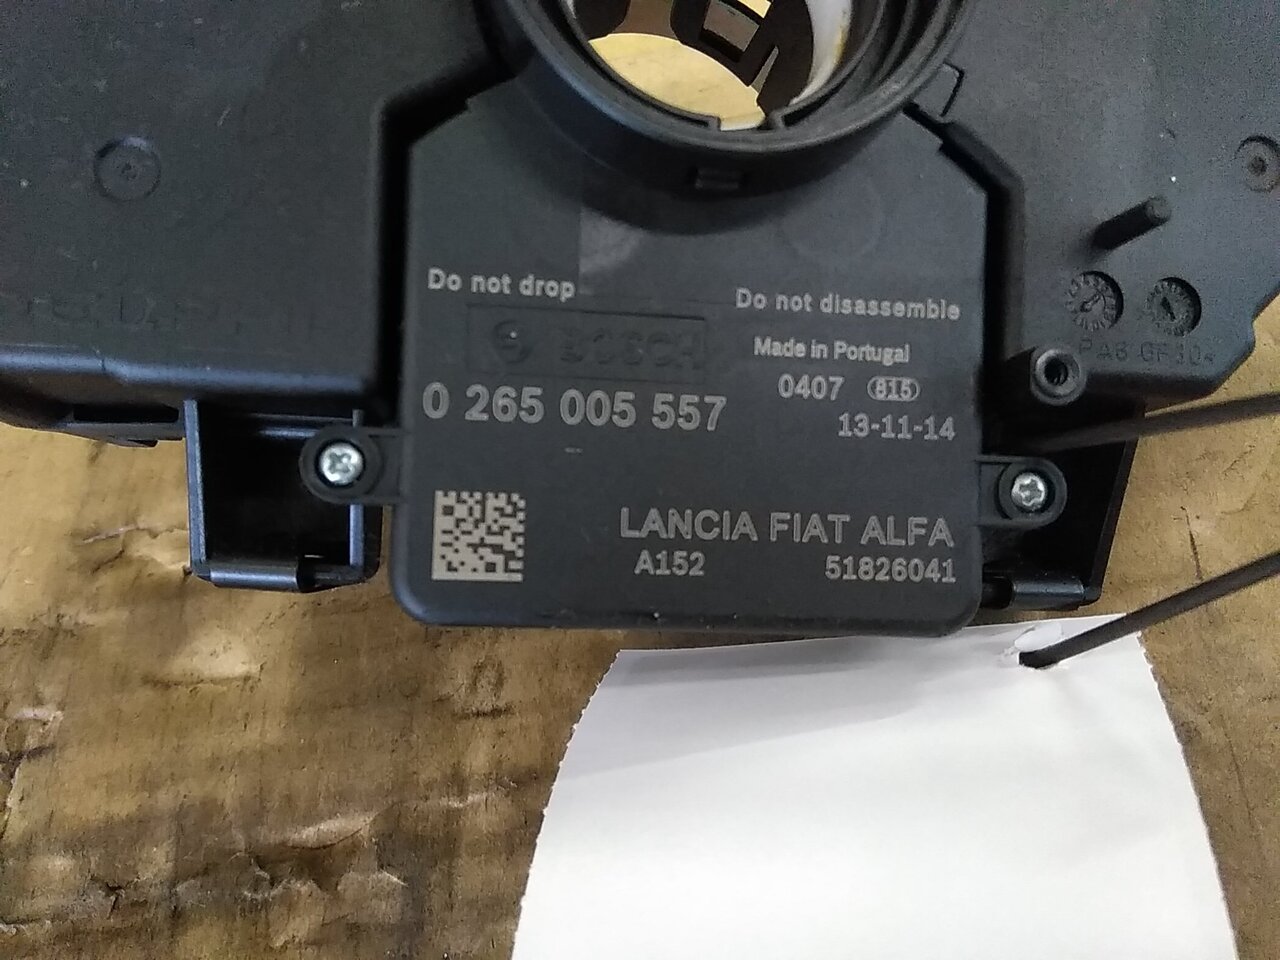 Do not drop
Do not disassemble
BOSCH
Made in Portugal
0407 815
0 265 005 557
13-11-14
LANCIA FIAT ALFA
A152
51826041